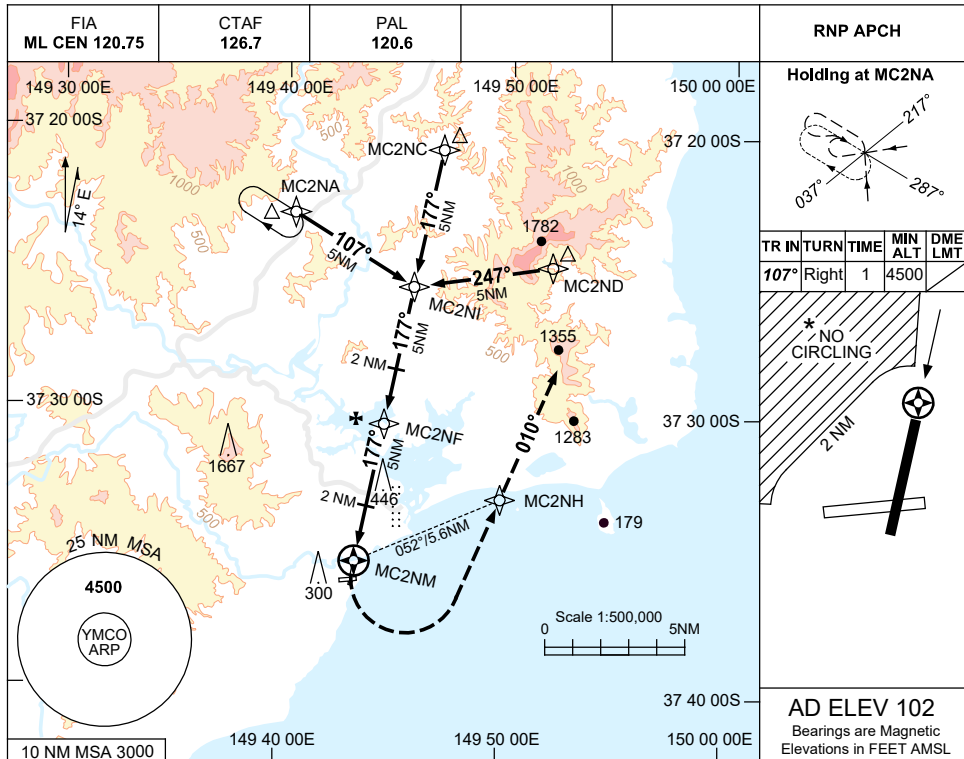 FIA
ML CEN 120.75
CTAF
126.7
PAL
120.6
RNP APCH
149 30 00E
149 40 00E
149 50 00E
150 00 00E
37 20 00S
37 20 00S
Holding at MC2NA
217°
037°
287°
TR IN TURN TIME MIN ALT DME LMT
107° Right 1 4500
14° E
500
1000
500
1000
500
500
MC2NC
MC2NA
177°
5NM
107°
5NM
1782
247°
5NM
MC2ND
MC2NI
177°
5NM
2 NM
1355
37 30 00S
37 30 00S
MC2NF
177°
5NM
010°
1283
1667
2 NM
446
MC2NH
179
052°/5.6NM
MC2NM
300
25 NM MSA
4500
YMCO
ARP
Scale 1:500,000
0 5NM
* NO
CIRCLING
2 NM
37 40 00S
149 40 00E
149 50 00E
150 00 00E
10 NM MSA 3000
AD ELEV 102
Bearings are Magnetic
Elevations in FEET AMSL